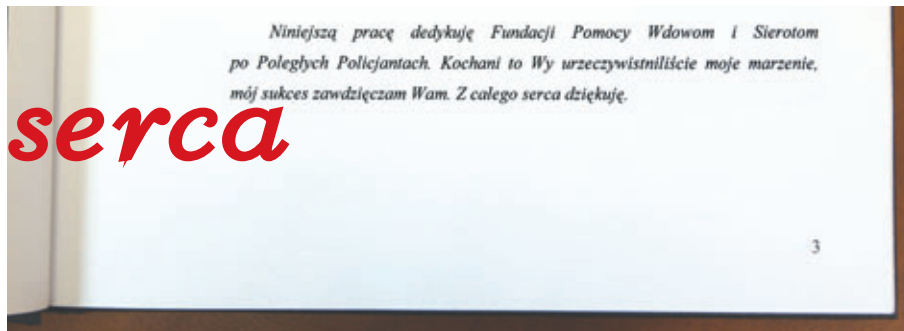 Niniejszą pracę dedykuję Fundacji Pomocy Wdowom i Sierotom
po Poległych Policjantach. Kochani to Wy urzeczywistniliście moje marzenie,
mój sukces zawdzięczam Wam. Z całego serca dziękuję.
serca
3